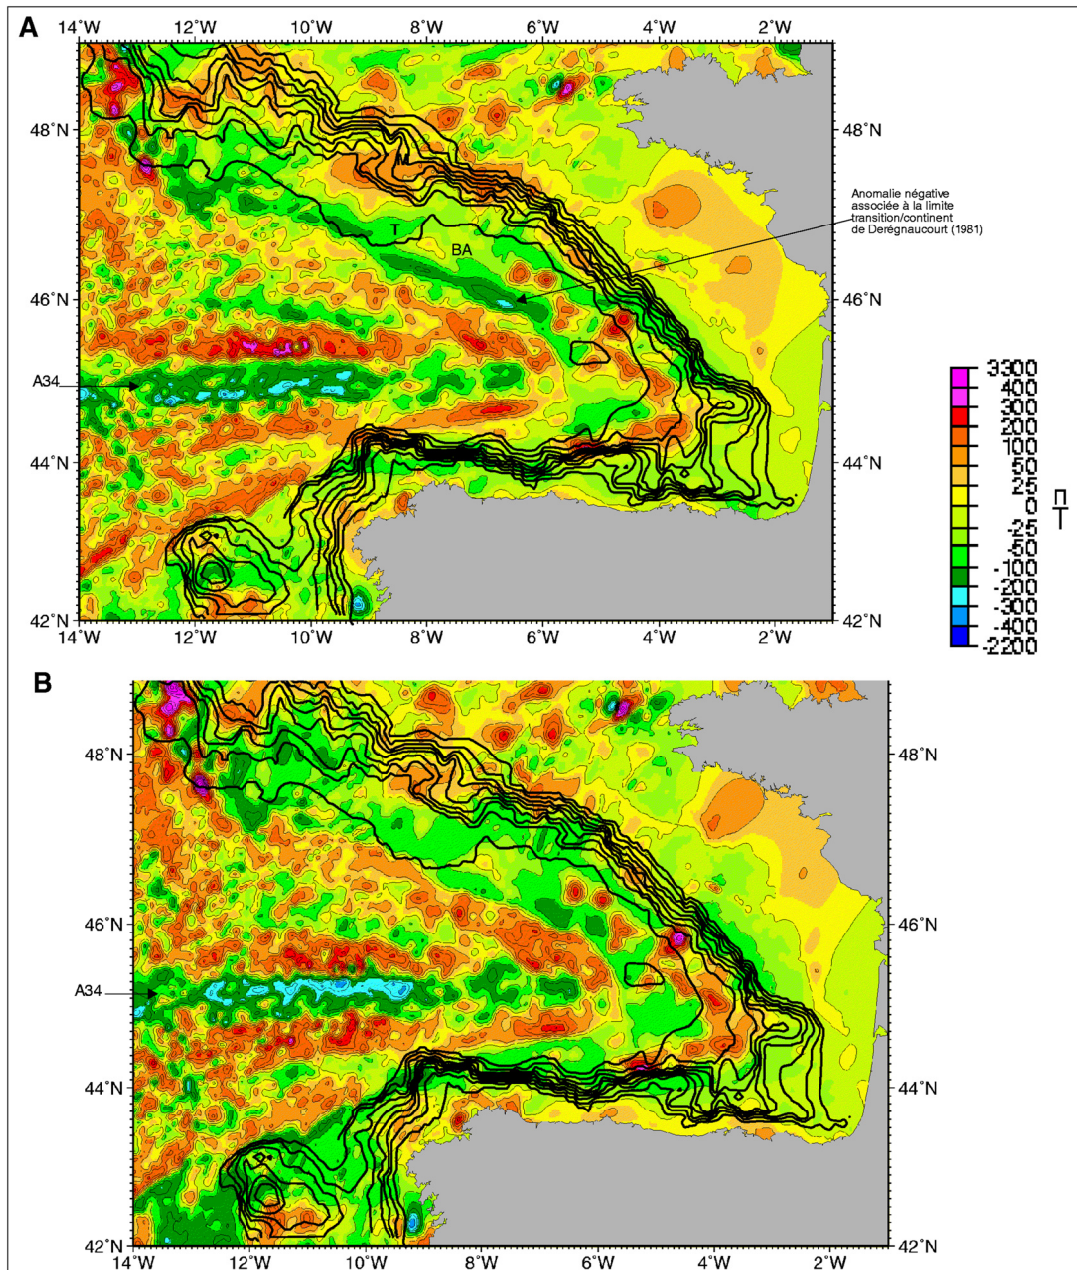 A
14°W 12°W 10°W 8°W 6°W 4°W 2°W
48°N 48°N
M
Anomalie négative
associée à la limite
transition/continent
de Derégnaucourt (1981)
T
BA
46°N 46°N
A34
44°N 44°N
42°N 42°N
14°W 12°W 10°W 8°W 6°W 4°W 2°W
3300
400
300
200
100
50
25
0
-25
-50
-100
-200
-300
-400
-2200
nT
B
48°N 48°N
46°N 46°N
A34
44°N 44°N
42°N 42°N
14°W 12°W 10°W 8°W 6°W 4°W 2°W